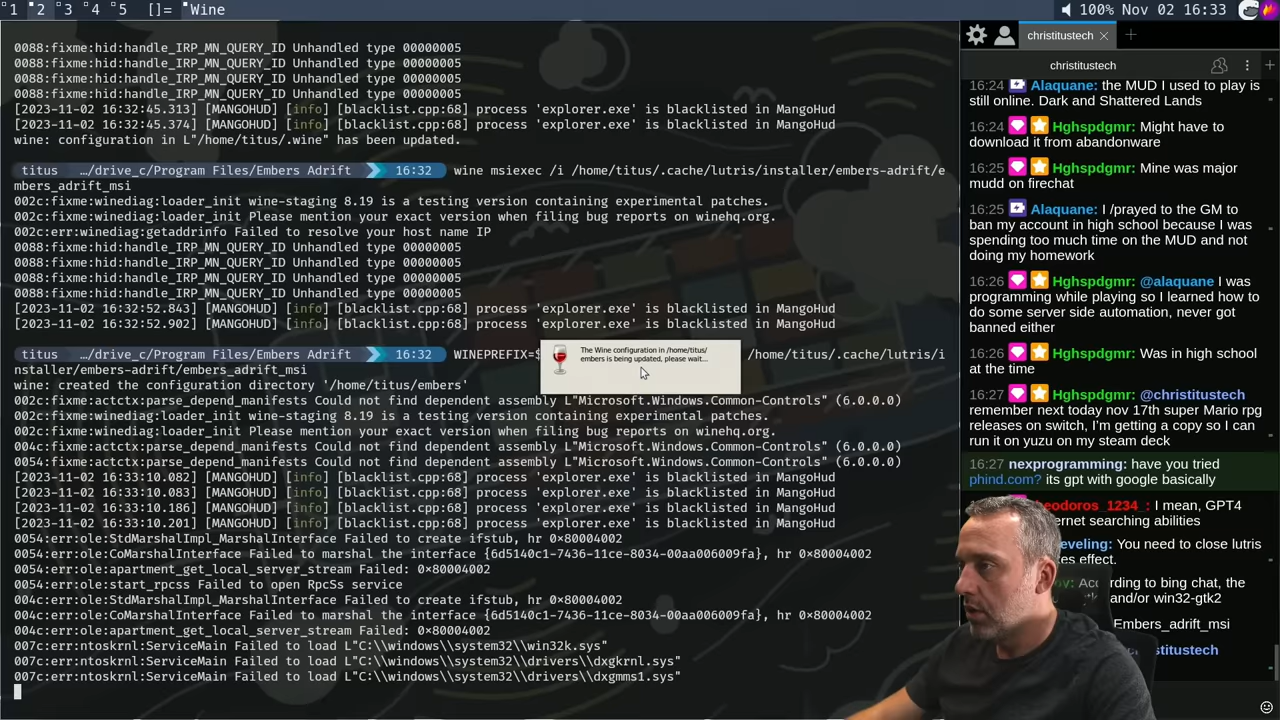 1 2 3 4 5 []= Wine 100% Nov 02 16:33
0088:fixme:hid:handle_IRP_MN_QUERY_ID Unhandled type 00000005
0088:fixme:hid:handle_IRP_MN_QUERY_ID Unhandled type 00000005
0088:fixme:hid:handle_IRP_MN_QUERY_ID Unhandled type 00000005
0088:fixme:hid:handle_IRP_MN_QUERY_ID Unhandled type 00000005
[2023-11-02 16:32:45.313] [MANGOHUD] [info] [blacklist.cpp:68] process 'explorer.exe' is blacklisted in MangoHud
[2023-11-02 16:32:45.374] [MANGOHUD] [info] [blacklist.cpp:68] process 'explorer.exe' is blacklisted in MangoHud
wine: configuration in L"/home/titus/.wine" has been updated.
titus …/drive_c/Program Files/Embers Adrift 16:32 wine msiexec /i /home/titus/.cache/lutris/installer/embers-adrift/e
mbers_adrift_msi
002c:fixme:winediag:loader_init wine-staging 8.19 is a testing version containing experimental patches.
002c:fixme:winediag:loader_init Please mention your exact version when filing bug reports on winehq.org.
002c:err:winediag:getaddrinfo Failed to resolve your host name IP
0088:fixme:hid:handle_IRP_MN_QUERY_ID Unhandled type 00000005
0088:fixme:hid:handle_IRP_MN_QUERY_ID Unhandled type 00000005
0088:fixme:hid:handle_IRP_MN_QUERY_ID Unhandled type 00000005
0088:fixme:hid:handle_IRP_MN_QUERY_ID Unhandled type 00000005
[2023-11-02 16:32:52.843] [MANGOHUD] [info] [blacklist.cpp:68] process 'explorer.exe' is blacklisted in MangoHud
[2023-11-02 16:32:52.902] [MANGOHUD] [info] [blacklist.cpp:68] process 'explorer.exe' is blacklisted in MangoHud
titus …/drive_c/Program Files/Embers Adrift 16:32 WINEPREFIX=$ /home/titus/.cache/lutris/i
nstaller/embers-adrift/embers_adrift_msi
wine: created the configuration directory '/home/titus/embers'
002c:fixme:actctx:parse_depend_manifests Could not find dependent assembly L"Microsoft.Windows.Common-Controls" (6.0.0.0)
002c:fixme:winediag:loader_init wine-staging 8.19 is a testing version containing experimental patches.
002c:fixme:winediag:loader_init Please mention your exact version when filing bug reports on winehq.org.
004c:fixme:actctx:parse_depend_manifests Could not find dependent assembly L"Microsoft.Windows.Common-Controls" (6.0.0.0)
0054:fixme:actctx:parse_depend_manifests Could not find dependent assembly L"Microsoft.Windows.Common-Controls" (6.0.0.0)
[2023-11-02 16:33:10.082] [MANGOHUD] [info] [blacklist.cpp:68] process 'explorer.exe' is blacklisted in MangoHud
[2023-11-02 16:33:10.083] [MANGOHUD] [info] [blacklist.cpp:68] process 'explorer.exe' is blacklisted in MangoHud
[2023-11-02 16:33:10.186] [MANGOHUD] [info] [blacklist.cpp:68] process 'explorer.exe' is blacklisted in MangoHud
[2023-11-02 16:33:10.201] [MANGOHUD] [info] [blacklist.cpp:68] process 'explorer.exe' is blacklisted in MangoHud
0054:err:ole:StdMarshalImpl_MarshalInterface Failed to create ifstub, hr 0x80004002
0054:err:ole:CoMarshalInterface Failed to marshal the interface {6d5140c1-7436-11ce-8034-00aa006009fa}, hr 0x80004002
0054:err:ole:apartment_get_local_server_stream Failed: 0x80004002
0054:err:ole:start_rpcss Failed to open RpcSs service
004c:err:ole:StdMarshalImpl_MarshalInterface Failed to create ifstub, hr 0x80004002
004c:err:ole:CoMarshalInterface Failed to marshal the interface {6d5140c1-7436-11ce-8034-00aa006009fa}, hr 0x80004002
004c:err:ole:apartment_get_local_server_stream Failed: 0x80004002
007c:err:ntoskrnl:ServiceMain Failed to load L"C:\\windows\\system32\\win32k.sys"
007c:err:ntoskrnl:ServiceMain Failed to load L"C:\\windows\\system32\\drivers\\dxgkrnl.sys"
007c:err:ntoskrnl:ServiceMain Failed to load L"C:\\windows\\system32\\drivers\\dxgmms1.sys"
The Wine configuration in /home/titus/
embers is being updated, please wait...
christitustech
christitustech
16:24 Alaquane: the MUD I used to play is
still online. Dark and Shattered Lands
16:24 Hghspdgmr: Might have to
download it from abandonware
16:25 Hghspdgmr: Mine was major
mudd on firechat
16:25 Alaquane: I /prayed to the GM to
ban my account in high school because I was
spending too much time on the MUD and not
doing my homework
16:26 Hghspdgmr: @alaquane I was
programming while playing so I learned how to
do some server side automation, never got
banned either
16:26 Hghspdgmr: Was in high school
at the time
16:27 Hghspdgmr: @christitustech
remember next today nov 17th super Mario rpg
releases on switch, I'm getting a copy so I can
run it on yuzu on my steam deck
16:27 nexprogramming: have you tried
phind.com? its gpt with google basically
eodoros_1234_: I mean, GPT4
ernet searching abilities
eveling: You need to close lutris
es effect.
rding to bing chat, the
and/or win32-gtk2
Embers_adrift_msi
stitustech